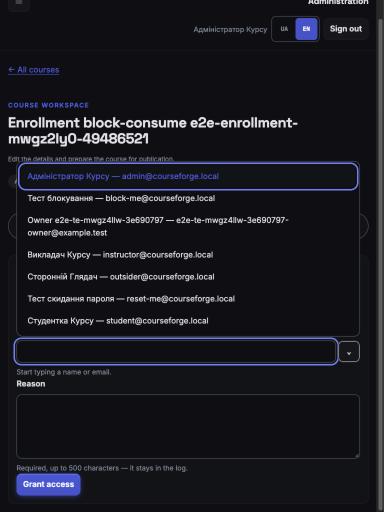 Administration
Адміністратор Курсу UA EN Sign out
← All courses
COURSE WORKSPACE
Enrollment block-consume e2e-enrollment-
mwgz2ly0-49486521
Edit the details and prepare the course for publication.
Адміністратор Курсу — admin@courseforge.local
Тест блокування — block-me@courseforge.local
Owner e2e-te-mwgz4llw-3e690797 — e2e-te-mwgz4llw-3e690797-
owner@example.test
Викладач Курсу — instructor@courseforge.local
Сторонній Глядач — outsider@courseforge.local
Тест скидання пароля — reset-me@courseforge.local
Студентка Курсу — student@courseforge.local
Start typing a name or email.
Reason
Required, up to 500 characters — it stays in the log.
Grant access